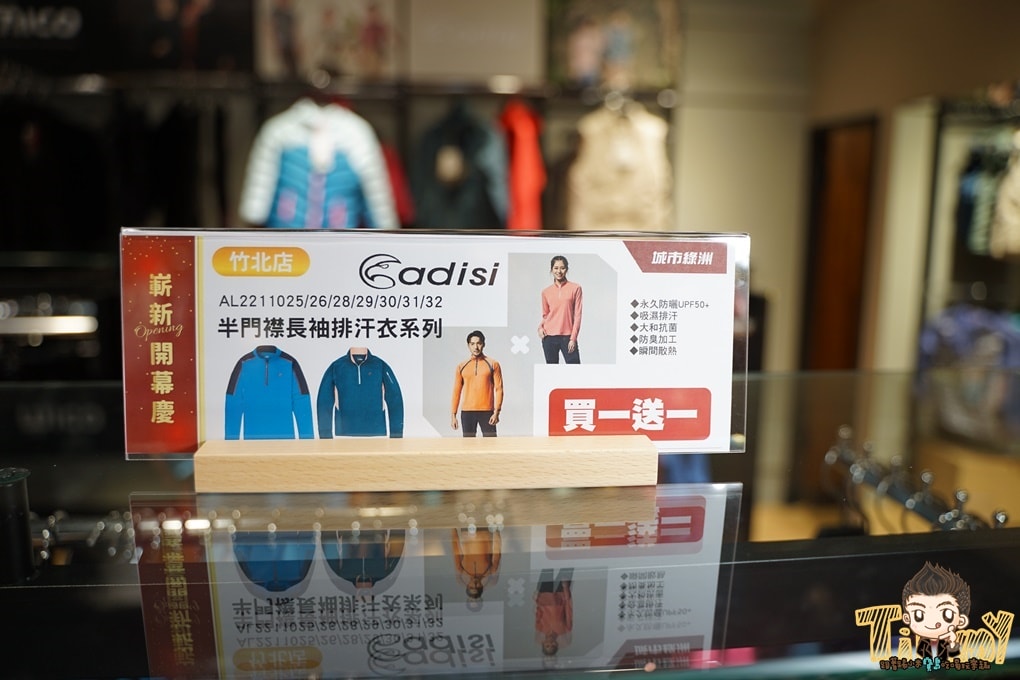 嶄新開幕慶
Opening
竹北店
adisi
AL2211025/26/28/29/30/31/32
半門襟長袖排汗衣系列
城市綠洲
◆永久防曬UPF50+
◆吸濕排汗
◆大和抗菌
◆防臭加工
◆瞬間散熱
買一送一